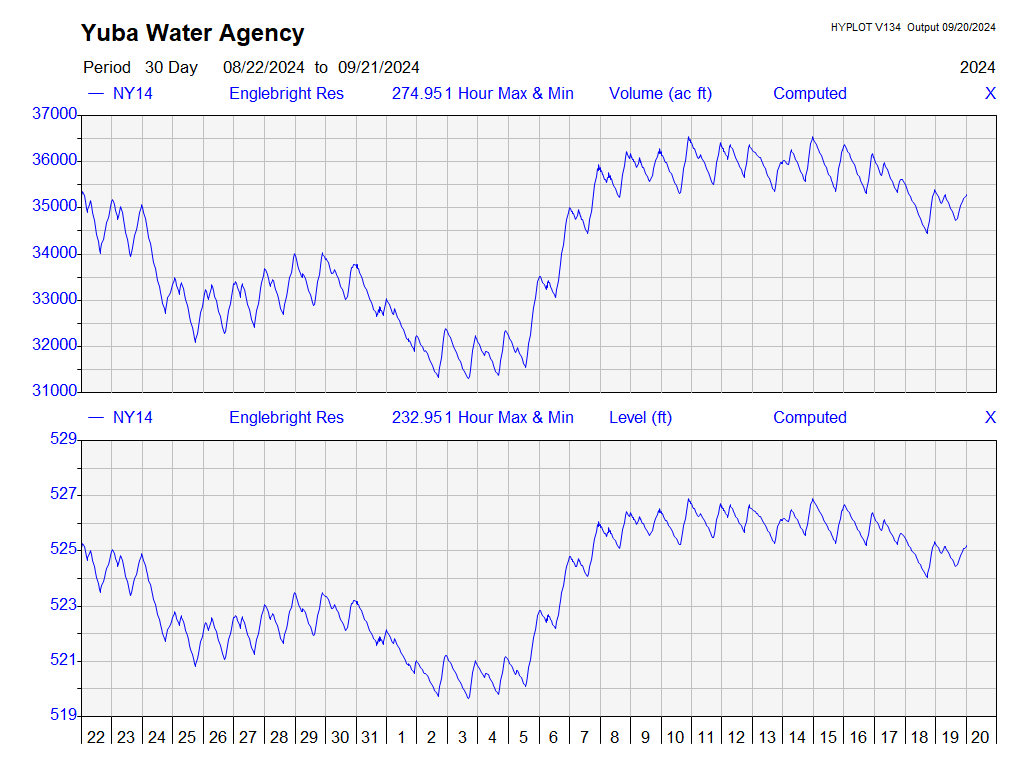 Yuba Water Agency
HYPLOT V134 Output 09/20/2024
Period 30 Day 08/22/2024 to 09/21/2024 2024
NY14 Englebright Res 274.951 Hour Max & Min Volume (ac ft) Computed X
37000
36000
35000
34000
33000
32000
31000
NY14 Englebright Res 232.951 Hour Max & Min Level (ft) Computed X
529
527
525
523
521
519
22 23 24 25 26 27 28 29 30 31 1 2 3 4 5 6 7 8 9 10 11 12 13 14 15 16 17 18 19 20